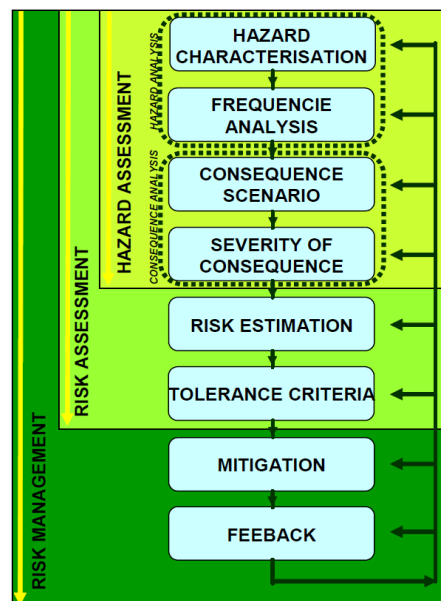 HAZARD
CHARACTERISATION
FREQUENCIE
ANALYSIS
HAZARD ANALYSIS
CONSEQUENCE
SCENARIO
SEVERITY OF
CONSEQUENCE
CONSEQUENCE ANALYSIS
HAZARD ASSESSMENT
RISK ESTIMATION
TOLERANCE CRITERIA
RISK ASSESSMENT
MITIGATION
FEEBACK
RISK MANAGEMENT